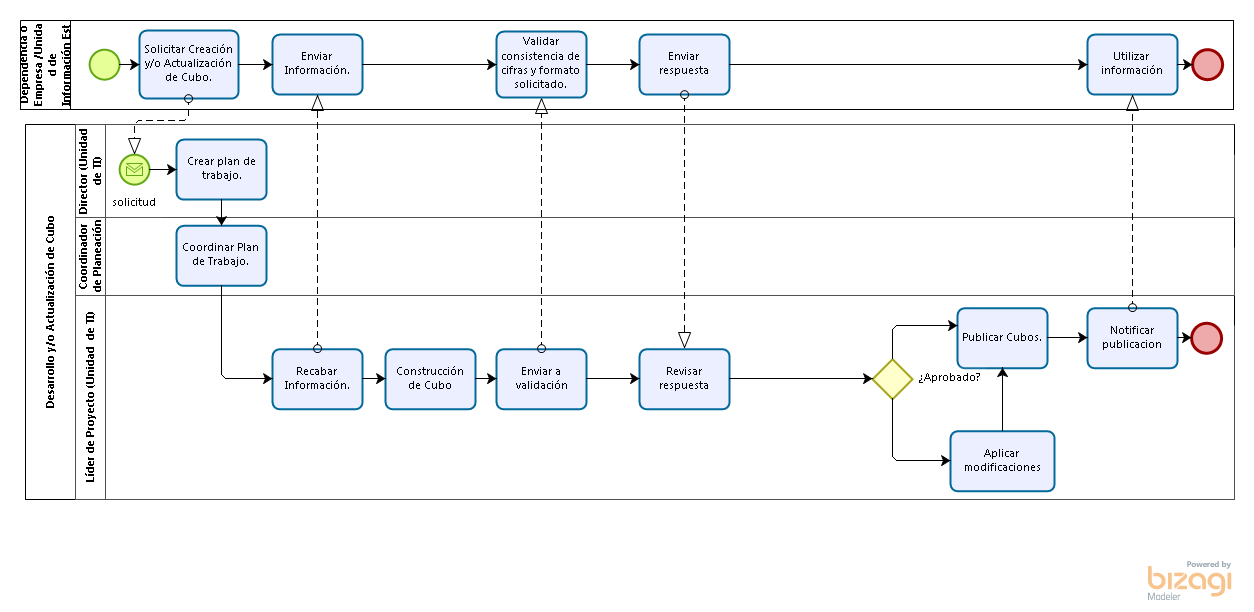 Dependencia o
Empresa /Unida
d de
Información Est
Solicitar Creación
y/o Actualización
de Cubo.
Enviar
Información.
Validar
consistencia de
cifras y formato
solicitado.
Enviar
respuesta
Utilizar
información
Desarrollo y/o Actualización de Cubo
Director (Unidad
de TI)
solicitud
Crear plan de
trabajo.
Coordinador
de Planeación
Coordinar Plan
de Trabajo.
Líder de Proyecto (Unidad de TI)
Recabar
Información.
Construcción
de Cubo
Enviar a
validación
Revisar
respuesta
¿Aprobado?
Publicar Cubos.
Notificar
publicacion
Aplicar
modificaciones
Powered by
bizagi
Modeler